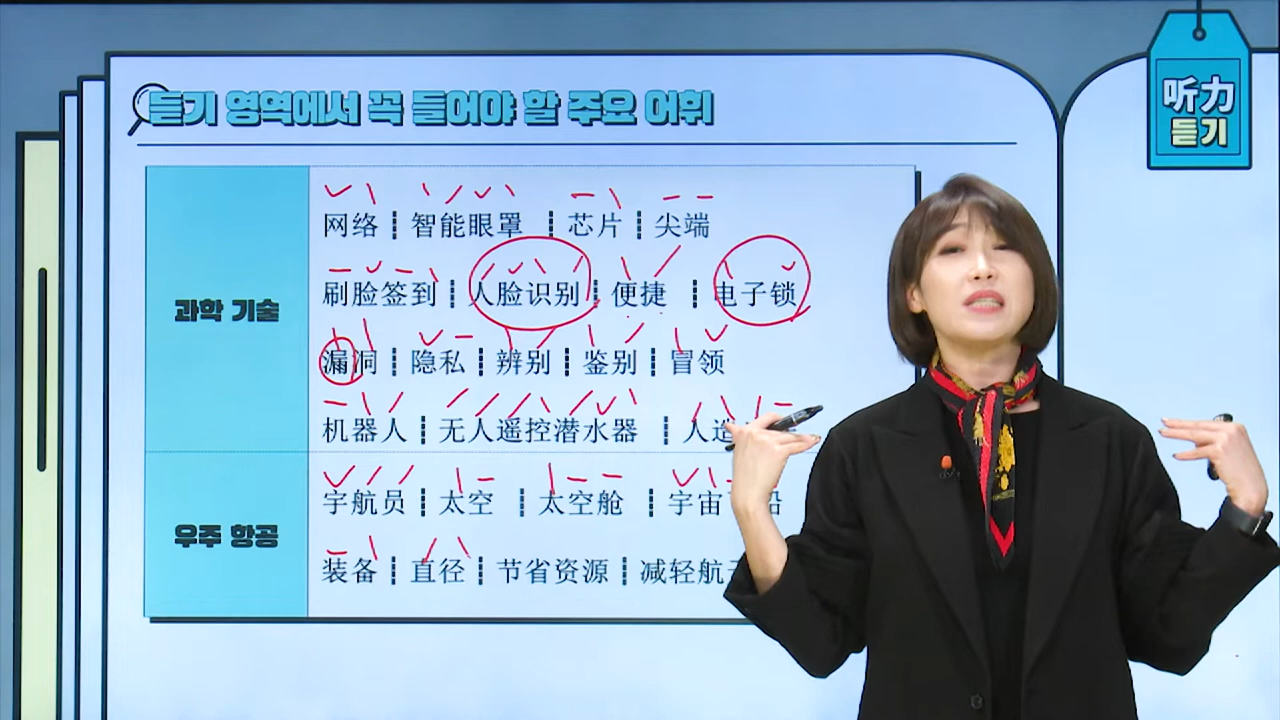 듣기 영역에서 꼭 들어야 할 주요 어휘
听力
듣기
과학 기술
网络 ┇ 智能眼罩 ┇ 芯片 ┇ 尖端
刷脸签到 ┇ 人脸识别 ┇ 便捷 ┇ 电子锁
漏洞 ┇ 隐私 ┇ 辨别 ┇ 鉴别 ┇ 冒领
机器人 ┇ 无人遥控潜水器 ┇ 人造
우주 항공
宇航员 ┇ 太空 ┇ 太空舱 ┇ 宇宙 船
装备 ┇ 直径 ┇ 节省资源 ┇ 减轻航